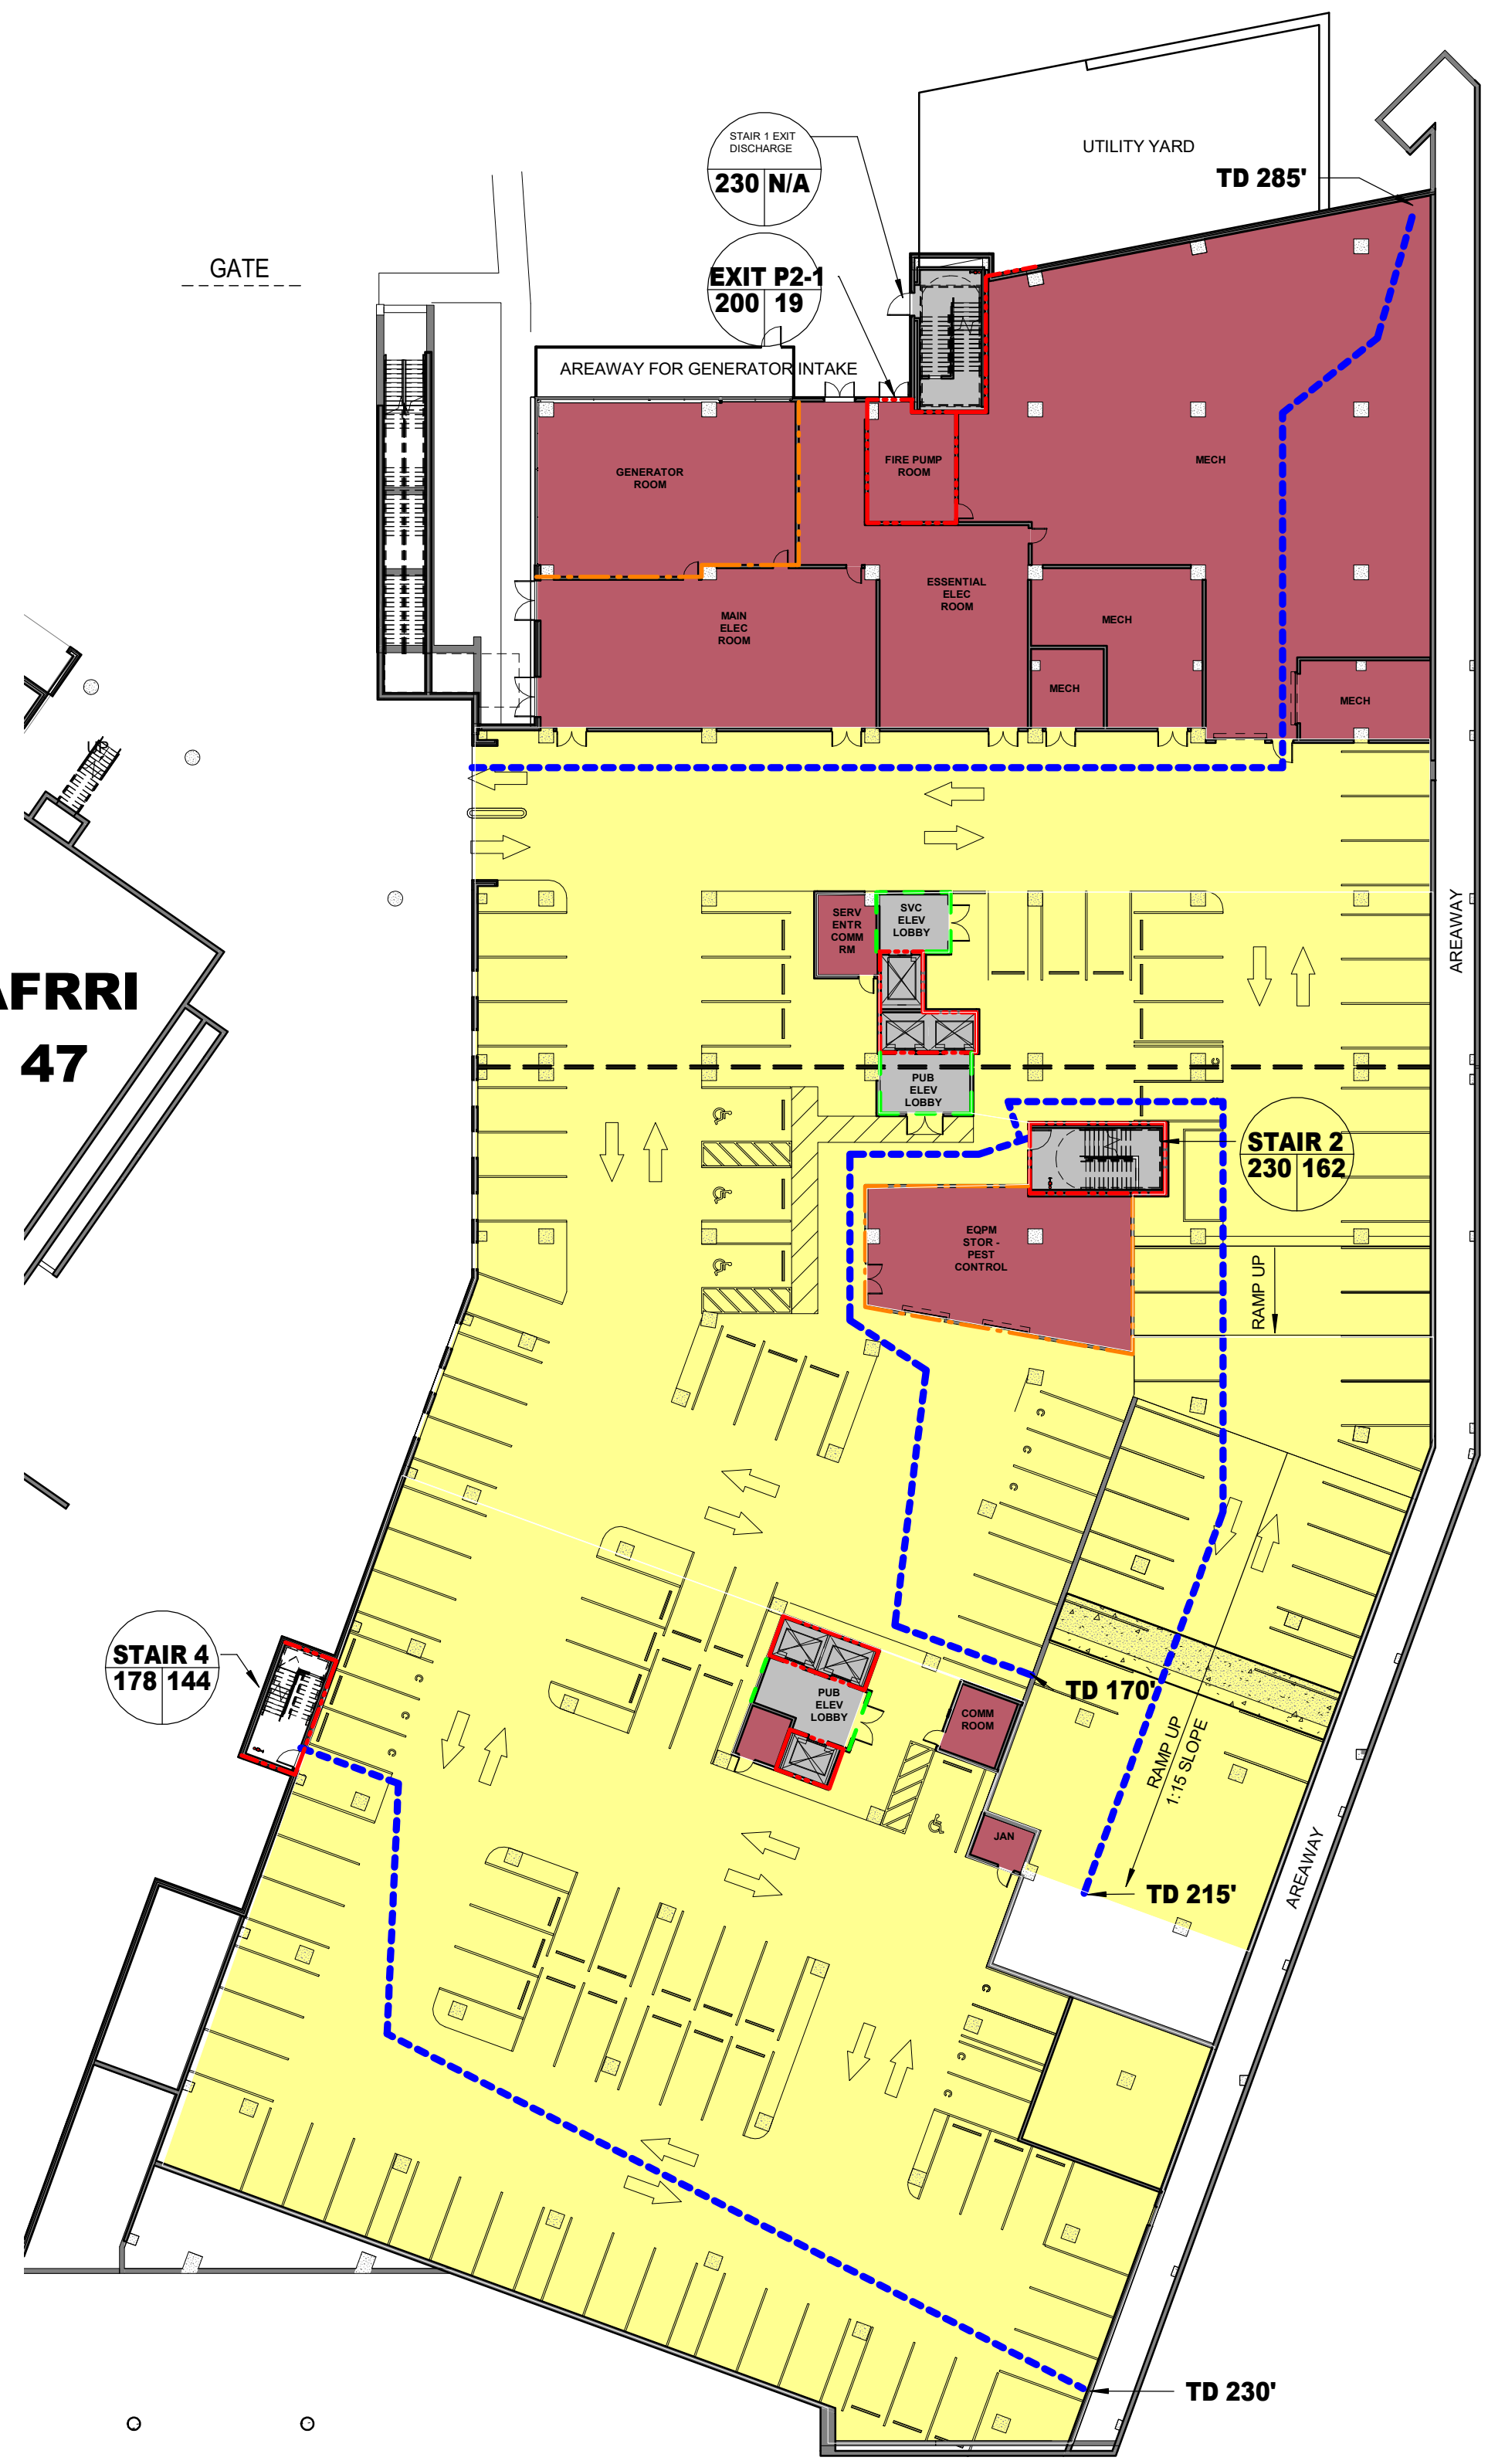 STAIR 1 EXIT
DISCHARGE
230 N/A
UTILITY YARD
TD 285'
GATE
EXIT P2-1
200 19
AREAWAY FOR GENERATOR INTAKE
GENERATOR
ROOM
FIRE PUMP
ROOM
MECH
ESSENTIAL
ELEC
ROOM
MAIN
ELEC
ROOM
MECH
MECH
MECH
UP
SERV
ENTR
COMM
RM
SVC
ELEV
LOBBY
AREAWAY
AFRRI
47
C
PUB
ELEV
LOBBY
STAIR 2
230 162
EQPM
STOR -
PEST
CONTROL
RAMP UP
C
C
C
C
STAIR 4
178 144
C
C
C
C
PUB
ELEV
LOBBY
COMM
ROOM
TD 170'
RAMP UP
1:15 SLOPE
JAN
TD 215'
AREAWAY
C
C
C
C
TD 230'